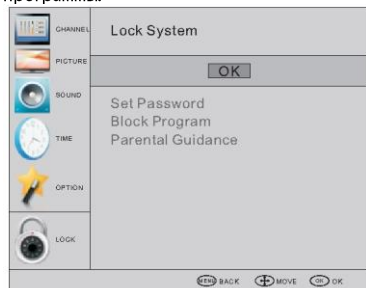 программы.
CHANNEL
PICTURE
SOUND
TIME
OPTION
LOCK
Lock System
OK
Set Password
Block Program
Parental Guidance
MENU BACK MOVE OK OK